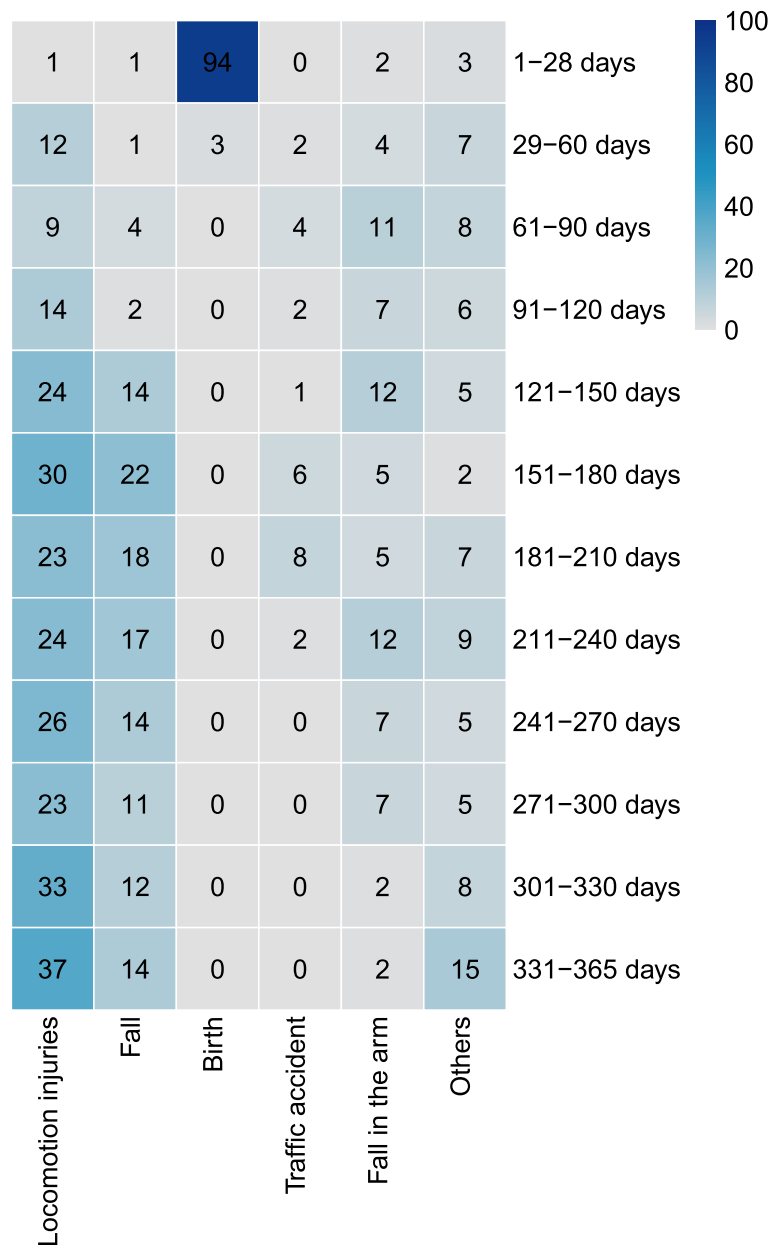 1 1 94 0 2 3 1−28 days
12 1 3 2 4 7 29−60 days
9 4 0 4 11 8 61−90 days
14 2 0 2 7 6 91−120 days
24 14 0 1 12 5 121−150 days
30 22 0 6 5 2 151−180 days
23 18 0 8 5 7 181−210 days
24 17 0 2 12 9 211−240 days
26 14 0 0 7 5 241−270 days
23 11 0 0 7 5 271−300 days
33 12 0 0 2 8 301−330 days
37 14 0 0 2 15 331−365 days
Locomotion injuries
Fall
Birth
Traffic accident
Fall in the arm
Others
100
80
60
40
20
0